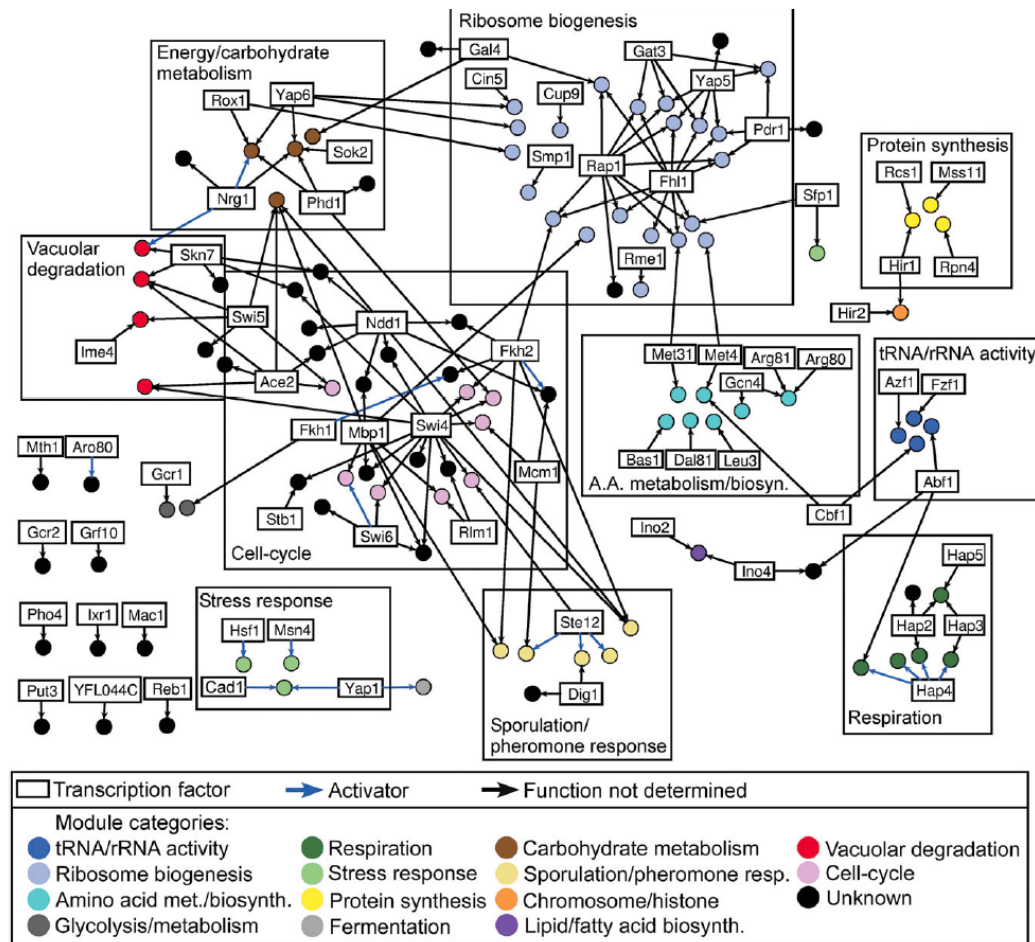 Ribosome biogenesis
Energy/carbohydrate
metabolism
Gal4
Gat3
Cin5
Yap5
Rox1
Yap6
Cup9
Pdr1
Sok2
Smp1
Rap1
Fhl1
Protein synthesis
Rcs1
Mss11
Nrg1
Phd1
Sfp1
Vacuolar
degradation
Skn7
Rme1
Hir1
Rpn4
Swi5
Ndd1
Hir2
Ime4
Fkh2
Met31
Met4
Arg81
Arg80
tRNA/rRNA activity
Ace2
Gcn4
Azf1
Fzf1
Fkh1
Mbp1
Swi4
Mth1
Aro80
Gcr1
Mcm1
Bas1
Dal81
Leu3
A.A. metabolism/biosyn.
Abf1
Stb1
Cbf1
Gcr2
Grf10
Swi6
Rlm1
Cell-cycle
Ino2
Ino4
Hap5
Stress response
Pho4
Ixr1
Mac1
Hsf1
Msn4
Ste12
Hap2
Hap3
Cad1
Yap1
Put3
YFL044C
Reb1
Dig1
Hap4
Sporulation/
pheromone response
Respiration
Transcription factor
Activator
Function not determined
Module categories:
tRNA/rRNA activity
Respiration
Carbohydrate metabolism
Vacuolar degradation
Ribosome biogenesis
Stress response
Sporulation/pheromone resp.
Cell-cycle
Amino acid met./biosynth.
Protein synthesis
Chromosome/histone
Unknown
Glycolysis/metabolism
Fermentation
Lipid/fatty acid biosynth.